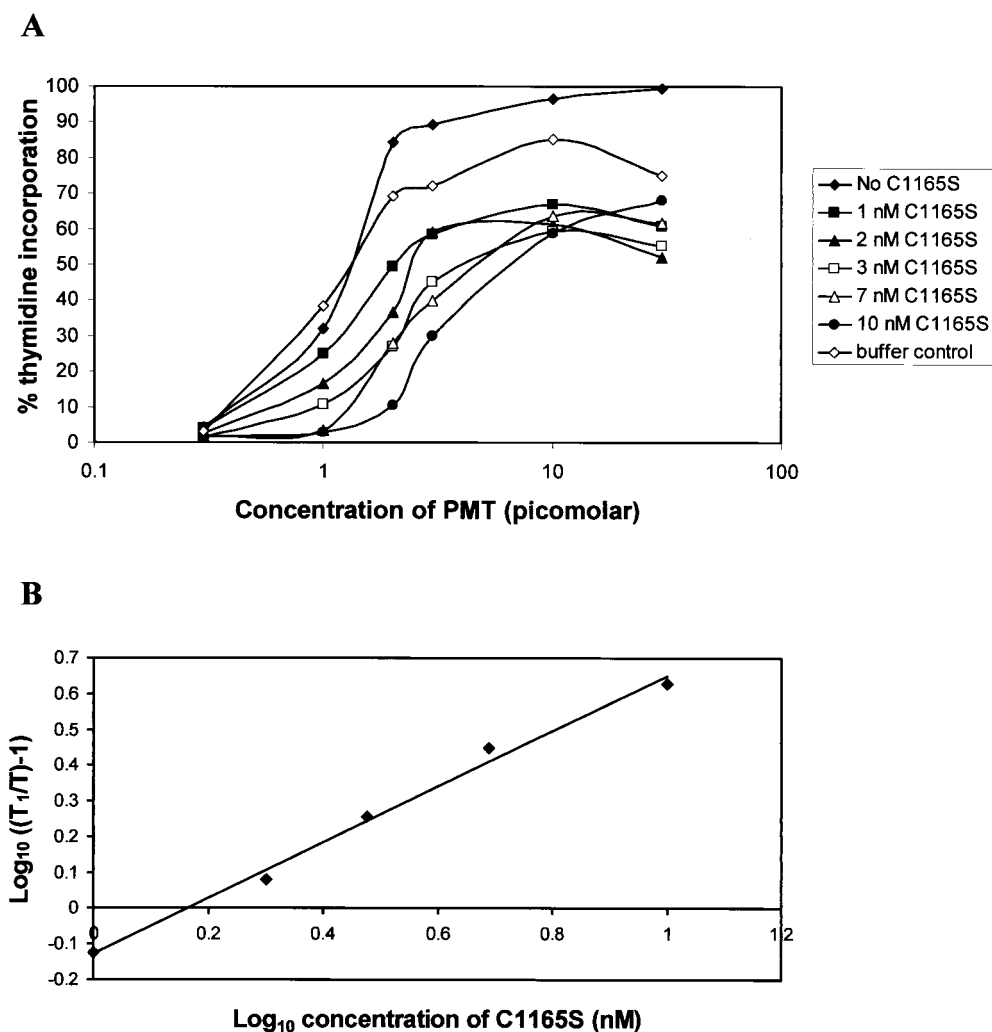 A
% thymidine incorporation
100
90
80
70
60
50
40
30
20
10
0
0.1 1 10 100
Concentration of PMT (picomolar)
No C1165S
1 nM C1165S
2 nM C1165S
3 nM C1165S
7 nM C1165S
10 nM C1165S
buffer control
B
Log10 ((T1/T)-1)
0.7
0.6
0.5
0.4
0.3
0.2
0.1
0
-0.1
-0.2
0 0.2 0.4 0.6 0.8 1 1.2
Log10 concentration of C1165S (nM)